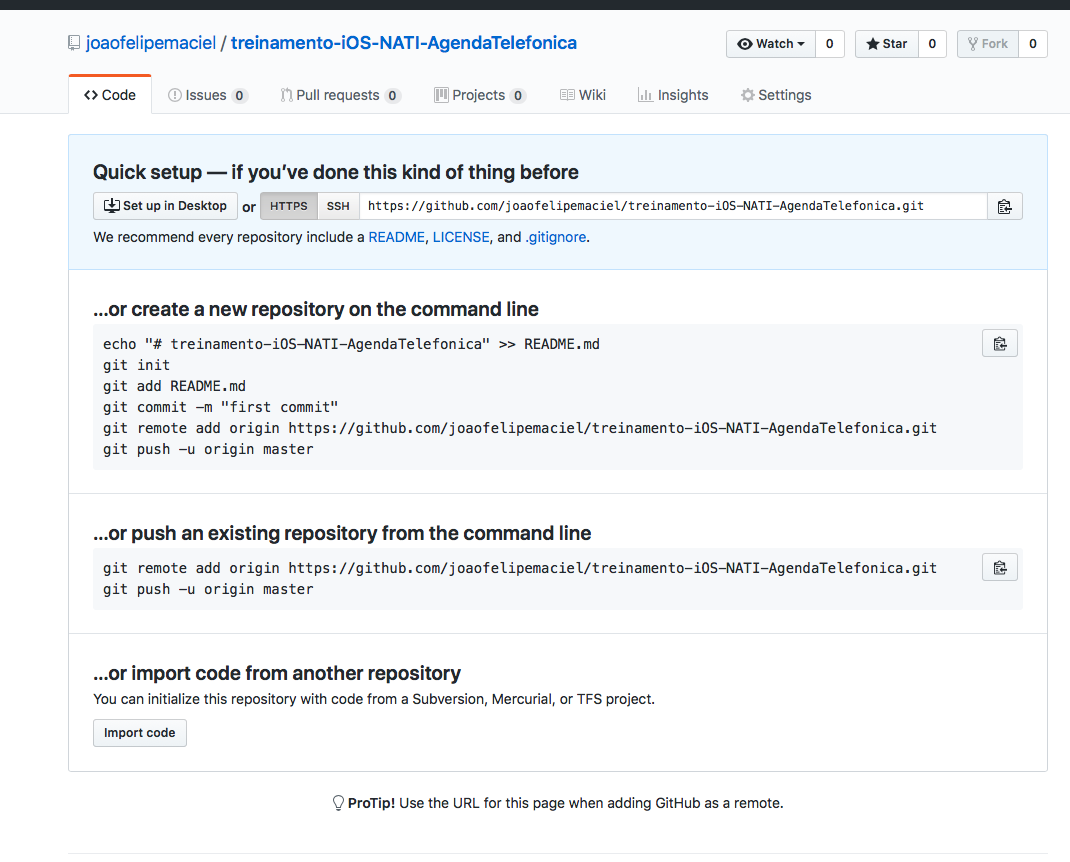 joaofelipemaciel / treinamento-iOS-NATI-AgendaTelefonica
Watch 0 Star 0 Fork 0
Code Issues 0 Pull requests 0 Projects 0 Wiki Insights Settings
Quick setup — if you’ve done this kind of thing before
Set up in Desktop or HTTPS SSH https://github.com/joaofelipemaciel/treinamento-iOS-NATI-AgendaTelefonica.git
We recommend every repository include a README, LICENSE, and .gitignore.
…or create a new repository on the command line
echo "# treinamento-iOS-NATI-AgendaTelefonica" >> README.md
git init
git add README.md
git commit -m "first commit"
git remote add origin https://github.com/joaofelipemaciel/treinamento-iOS-NATI-AgendaTelefonica.git
git push -u origin master
…or push an existing repository from the command line
git remote add origin https://github.com/joaofelipemaciel/treinamento-iOS-NATI-AgendaTelefonica.git
git push -u origin master
…or import code from another repository
You can initialize this repository with code from a Subversion, Mercurial, or TFS project.
Import code
ProTip! Use the URL for this page when adding GitHub as a remote.